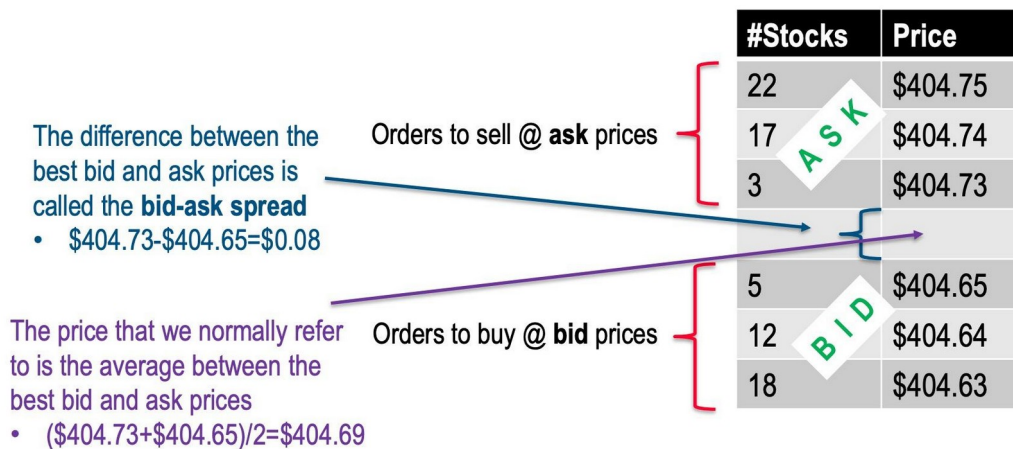 #Stocks Price
22 $404.75
Orders to sell @ ask prices
17 $404.74
ASK
3 $404.73
The difference between the
best bid and ask prices is
called the bid-ask spread
• $404.73-$404.65=$0.08
5 $404.65
Orders to buy @ bid prices
12 $404.64
BID
18 $404.63
The price that we normally refer
to is the average between the
best bid and ask prices
• ($404.73+$404.65)/2=$404.69